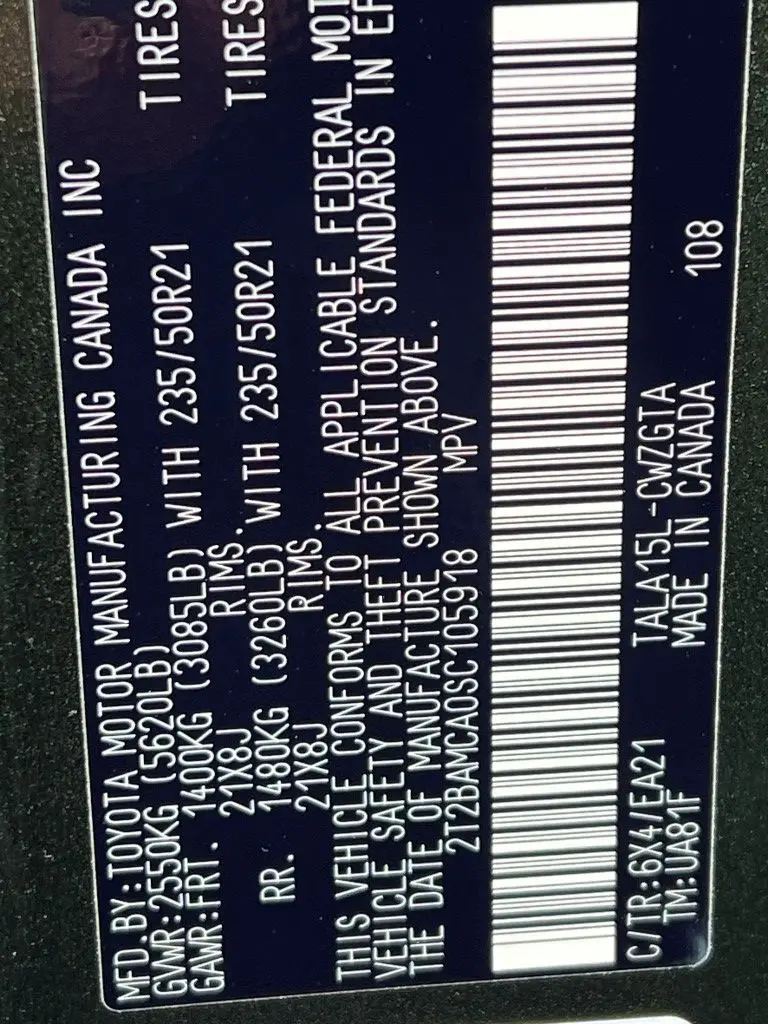 MFD.BY:TOYOTA MOTOR MANUFACTURING CANADA INC
GVWR:2550KG (5620LB)
GAWR:FRT. 1400KG (3085LB) WITH 235/50R21 TIRES
21X8J RIMS.
RR. 1480KG (3260LB) WITH 235/50R21 TIRES
21X8J RIMS.
THIS VEHICLE CONFORMS TO ALL APPLICABLE FEDERAL MOT
VEHICLE SAFETY AND THEFT PREVENTION STANDARDS IN EF
THE DATE OF MANUFACTURE SHOWN ABOVE.
2T2BAMCA0SC105918 MPV
C/TR:6X4/EA21 TALA15L-CWZGTA
TM:UA81F MADE IN CANADA 108